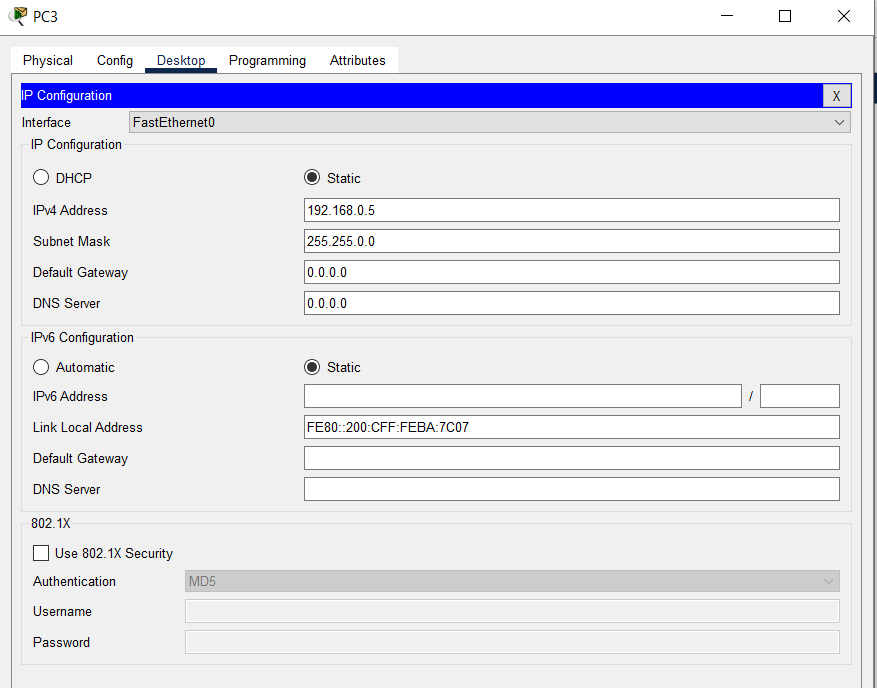 PC3
Physical Config Desktop Programming Attributes
IP Configuration X
Interface FastEthernet0
IP Configuration
DHCP Static
IPv4 Address 192.168.0.5
Subnet Mask 255.255.0.0
Default Gateway 0.0.0.0
DNS Server 0.0.0.0
IPv6 Configuration
Automatic Static
IPv6 Address /
Link Local Address FE80::200:CFF:FEBA:7C07
Default Gateway
DNS Server
802.1X
Use 802.1X Security
Authentication MD5
Username
Password